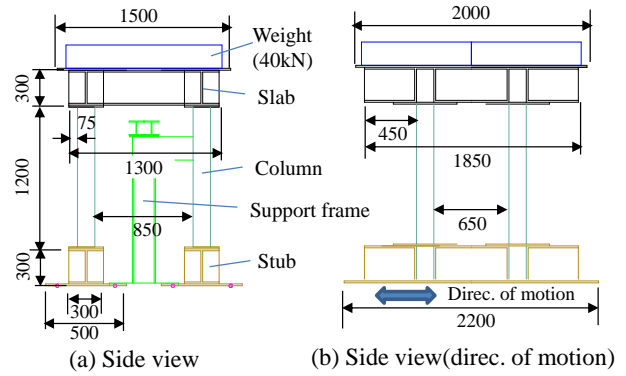 1500
Weight
(40kN)
300
Slab
75
1300
Column
1200
850
Support frame
300
Stub
300
500
(a) Side view
2000
450
1850
650
Direc. of motion
2200
(b) Side view(direc. of motion)